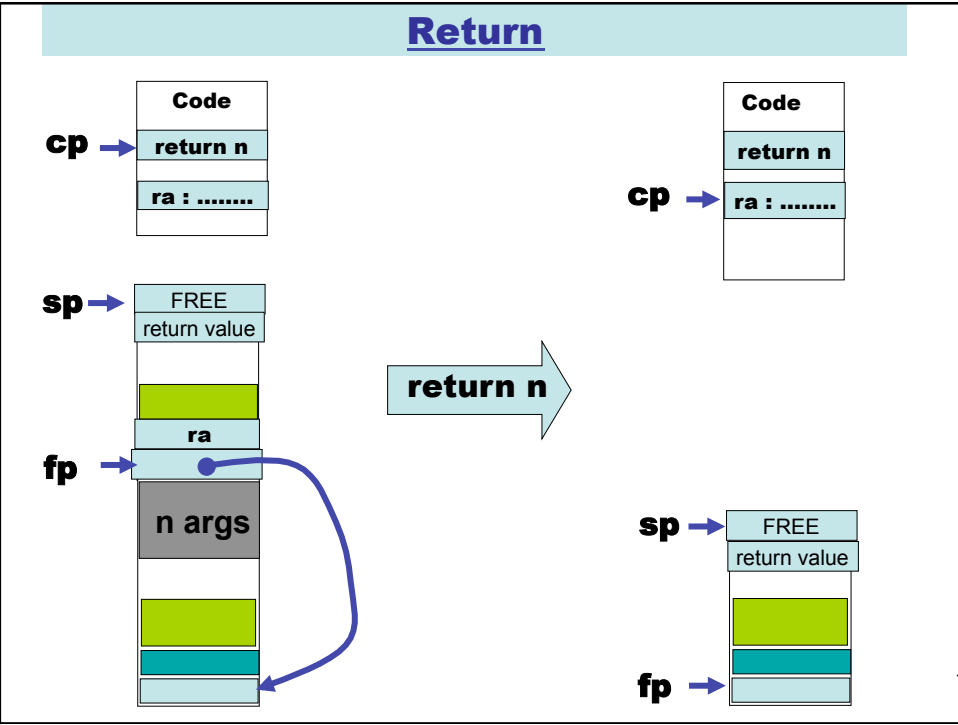 Return
Code
cp
return n
ra : ........
Code
return n
cp
ra : ........
sp
FREE
return value
return n
ra
fp
n args
sp
FREE
return value
fp